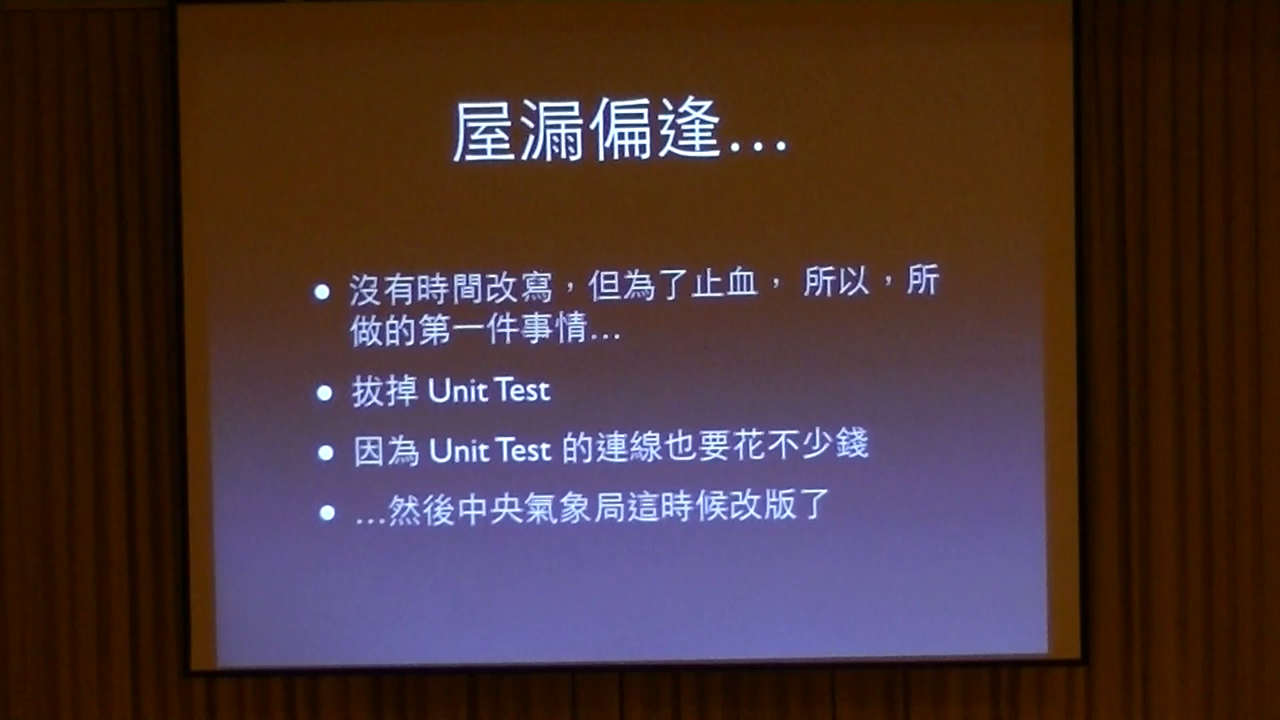 屋漏偏逢...
沒有時間改寫，但為了止血， 所以，所
做的第一件事情...
拔掉 Unit Test
因為 Unit Test 的連線也要花不少錢
...然後中央氣象局這時候改版了